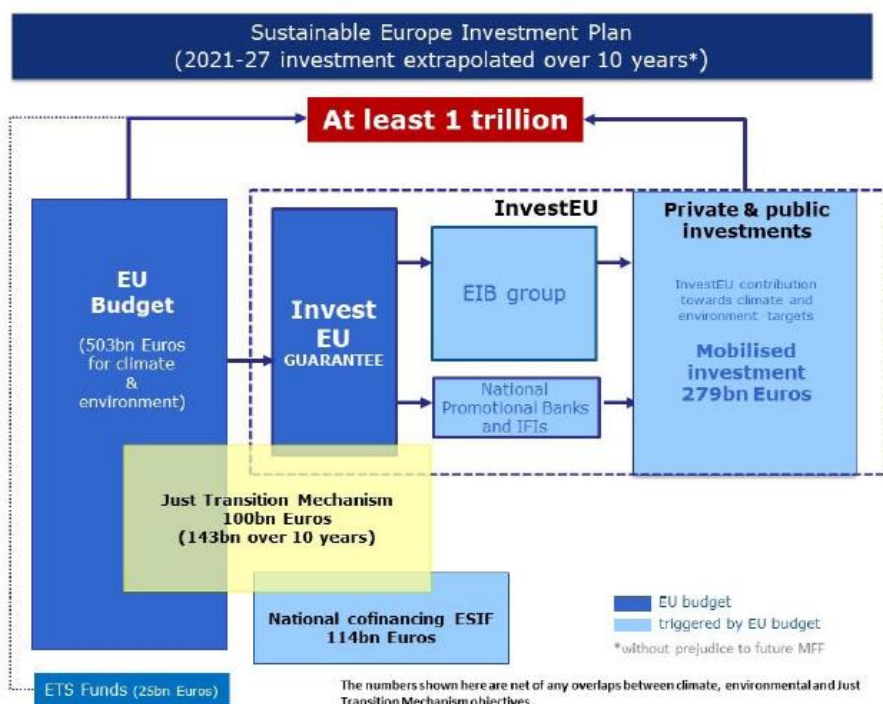 Sustainable Europe Investment Plan
(2021-27 investment extrapolated over 10 years*)
At least 1 trillion
EU
Budget
(503bn Euros
for climate
&
environment)
Invest
EU
GUARANTEE
InvestEU
EIB group
National
Promotional Banks
and IFIs
Private & public
investments
InvestEU contribution
towards climate and
environment targets
Mobilised
investment
279bn Euros
Just Transition Mechanism
100bn Euros
(143bn over 10 years)
National cofinancing ESIF
114bn Euros
EU budget
triggered by EU budget
*without prejudice to future MFF
ETS Funds (25bn Euros)
The numbers shown here are net of any overlaps between climate, environmental and Just
Transition Mechanism objectives